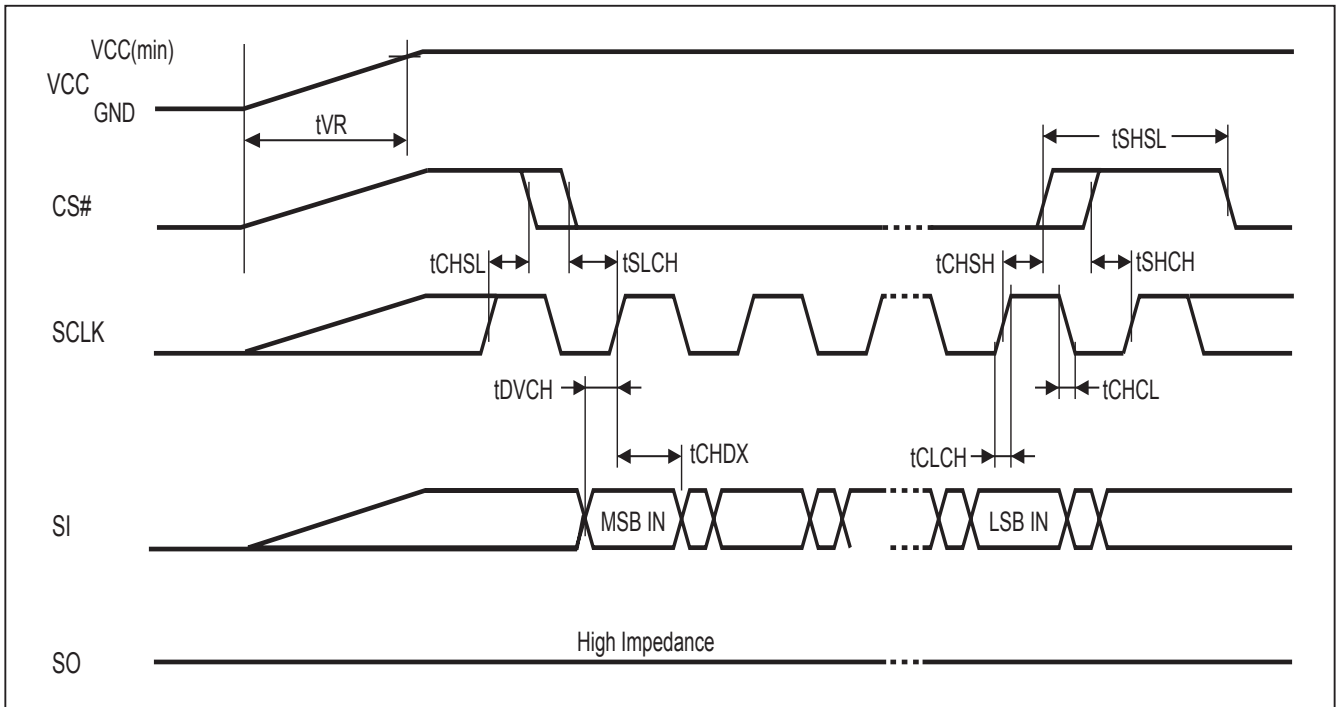 VCC(min)
VCC
GND
tVR
tSHSL
CS#
tCHSL
tSLCH
tCHSH
tSHCH
SCLK
tDVCH
tCHCL
tCHDX
tCLCH
SI
MSB IN
LSB IN
High Impedance
SO